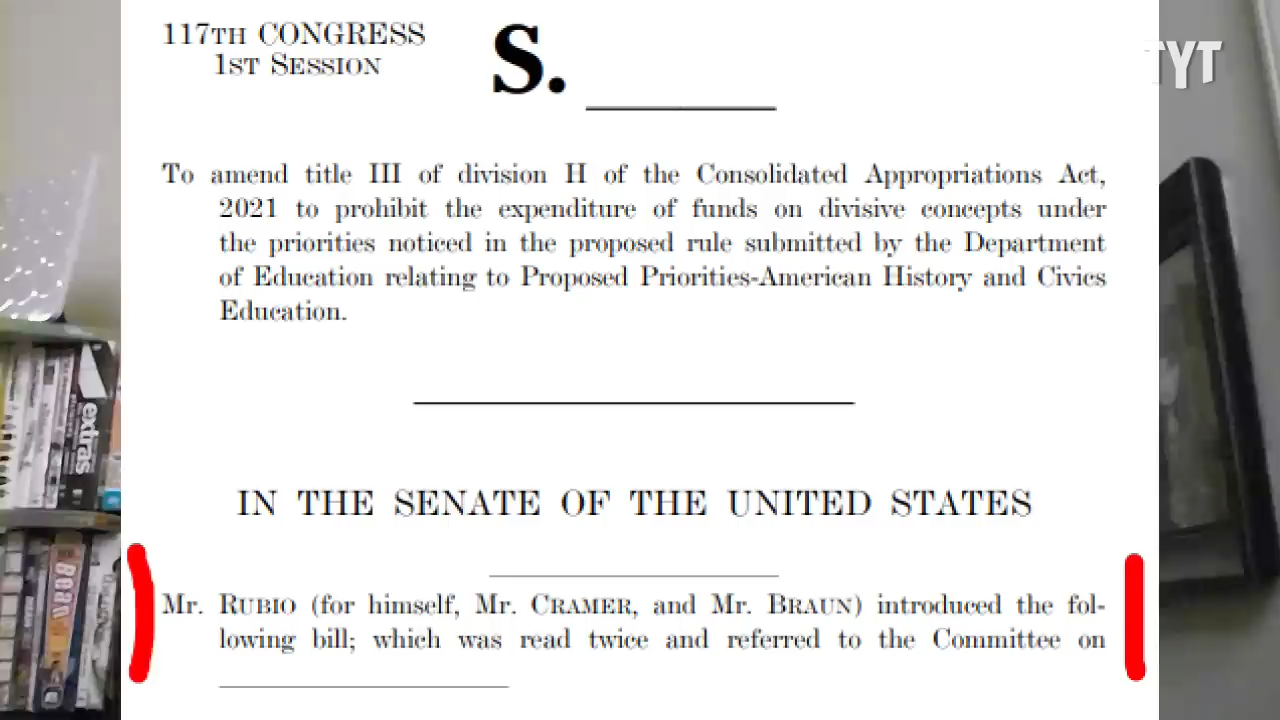 117TH CONGRESS
1ST SESSION
S.
TYT
To amend title III of division H of the Consolidated Appropriations Act,
2021 to prohibit the expenditure of funds on divisive concepts under
the priorities noticed in the proposed rule submitted by the Department
of Education relating to Proposed Priorities-American History and Civics
Education.
extras
IN THE SENATE OF THE UNITED STATES
Mr. RUBIO (for himself, Mr. CRAMER, and Mr. BRAUN) introduced the fol-
lowing bill; which was read twice and referred to the Committee on